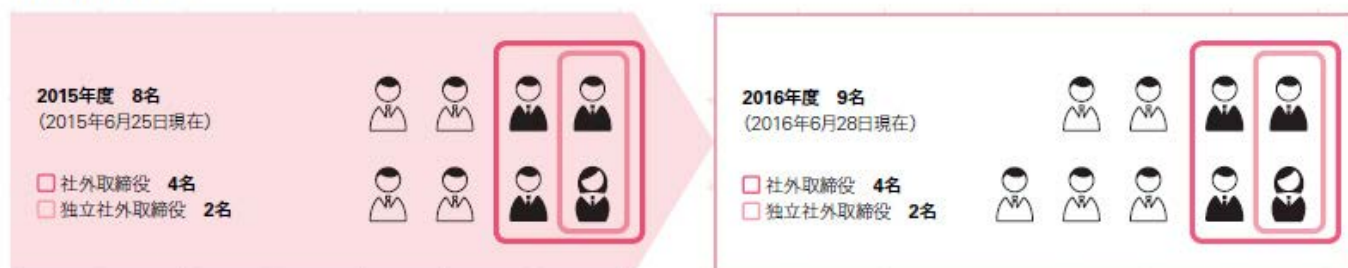 2015年度 8名
(2015年6月25日現在)
社外取締役 4名
独立社外取締役 2名
2016年度 9名
(2016年6月28日現在)
社外取締役 4名
独立社外取締役 2名